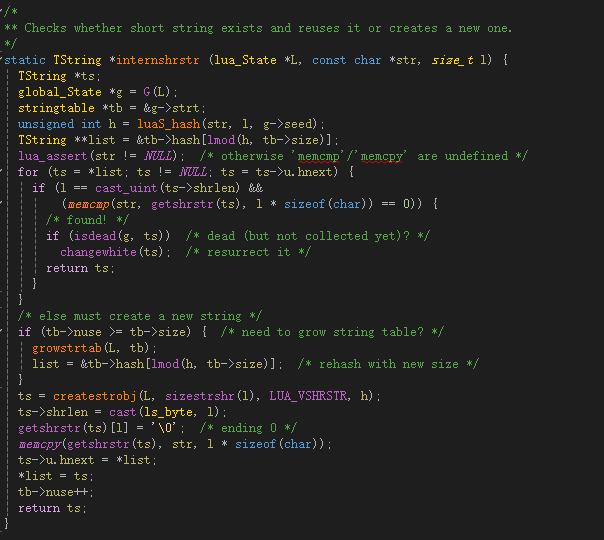 /*
** Checks whether short string exists and reuses it or creates a new one.
*/
static TString *internshrstr (lua_State *L, const char *str, size_t l) {
  TString *ts;
  global_State *g = G(L);
  stringtable *tb = &g->strt;
  unsigned int h = luaS_hash(str, l, g->seed);
  TString **list = &tb->hash[lmod(h, tb->size)];
  lua_assert(str != NULL);  /* otherwise 'memcmp'/'memcpy' are undefined */
  for (ts = *list; ts != NULL; ts = ts->u.hnext) {
    if (l == cast_uint(ts->shrlen) &&
        (memcmp(str, getshrstr(ts), l * sizeof(char)) == 0)) {
      /* found! */
      if (isdead(g, ts))  /* dead (but not collected yet)? */
        changewhite(ts);  /* resurrect it */
      return ts;
    }
  }
  /* else must create a new string */
  if (tb->nuse >= tb->size) {  /* need to grow string table? */
    growstrtab(L, tb);
    list = &tb->hash[lmod(h, tb->size)];  /* rehash with new size */
  }
  ts = createstrobj(L, sizestrshr(l), LUA_VSHRSTR, h);
  ts->shrlen = cast(ls_byte, l);
  getshrstr(ts)[l] = '\0';  /* ending 0 */
  memcpy(getshrstr(ts), str, l * sizeof(char));
  ts->u.hnext = *list;
  *list = ts;
  tb->nuse++;
  return ts;
}